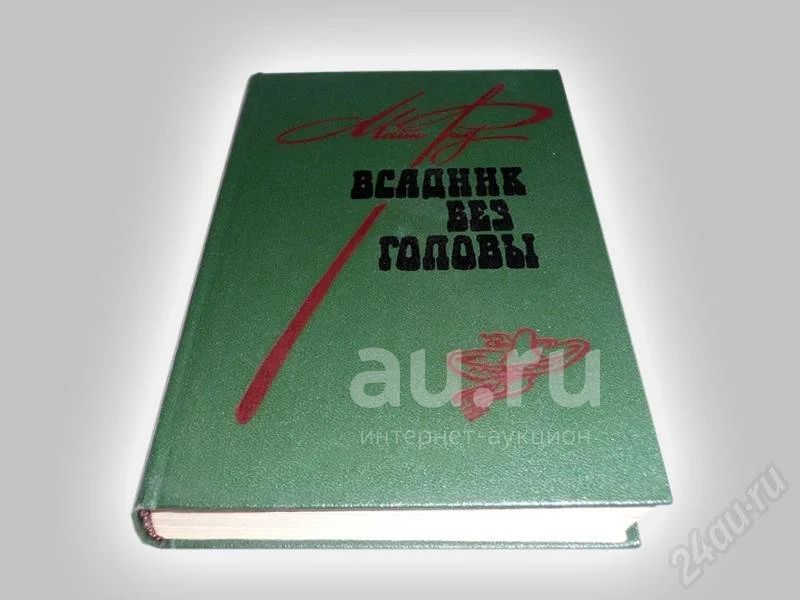 Майн Рид
ВСАДНИК
БЕЗ
ГОЛОВЫ
au.ru
интернет-аукцион
24au.ru